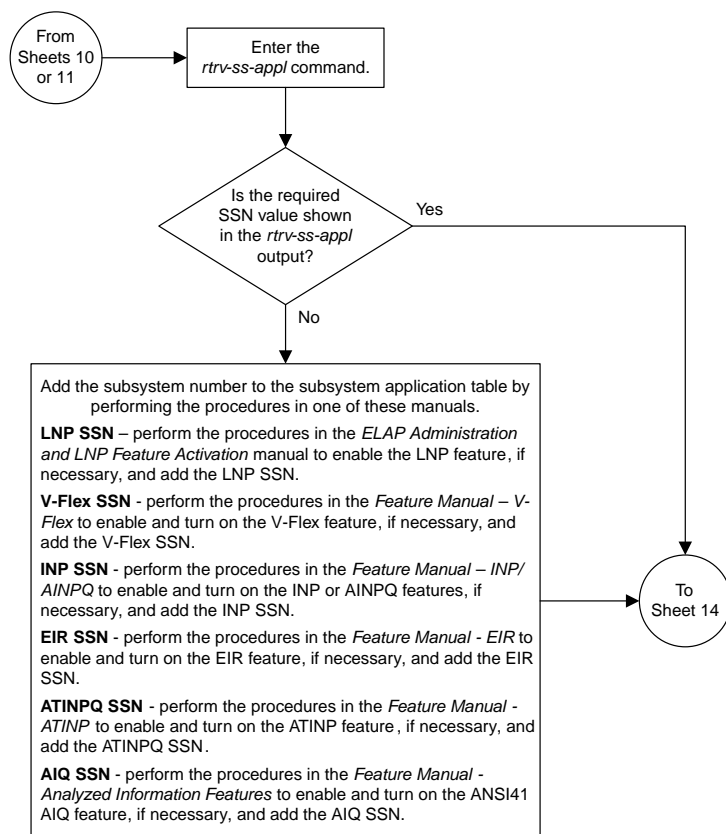 From
Sheets 10
or 11
Enter the
rtrv-ss-appl command.
Is the required
SSN value shown
in the rtrv-ss-appl
output?
Yes
No
Add the subsystem number to the subsystem application table by
performing the procedures in one of these manuals.
LNP SSN – perform the procedures in the ELAP Administration
and LNP Feature Activation manual to enable the LNP feature, if
necessary, and add the LNP SSN.
V-Flex SSN - perform the procedures in the Feature Manual – V-
Flex to enable and turn on the V-Flex feature, if necessary, and
add the V-Flex SSN.
INP SSN - perform the procedures in the Feature Manual – INP/
AINPQ to enable and turn on the INP or AINPQ features, if
necessary, and add the INP SSN.
EIR SSN - perform the procedures in the Feature Manual - EIR to
enable and turn on the EIR feature, if necessary, and add the EIR
SSN.
ATINPQ SSN - perform the procedures in the Feature Manual -
ATINP to enable and turn on the ATINP feature, if necessary, and
add the ATINPQ SSN.
AIQ SSN - perform the procedures in the Feature Manual -
Analyzed Information Features to enable and turn on the ANSI41
AIQ feature, if necessary, and add the AIQ SSN.
To
Sheet 14